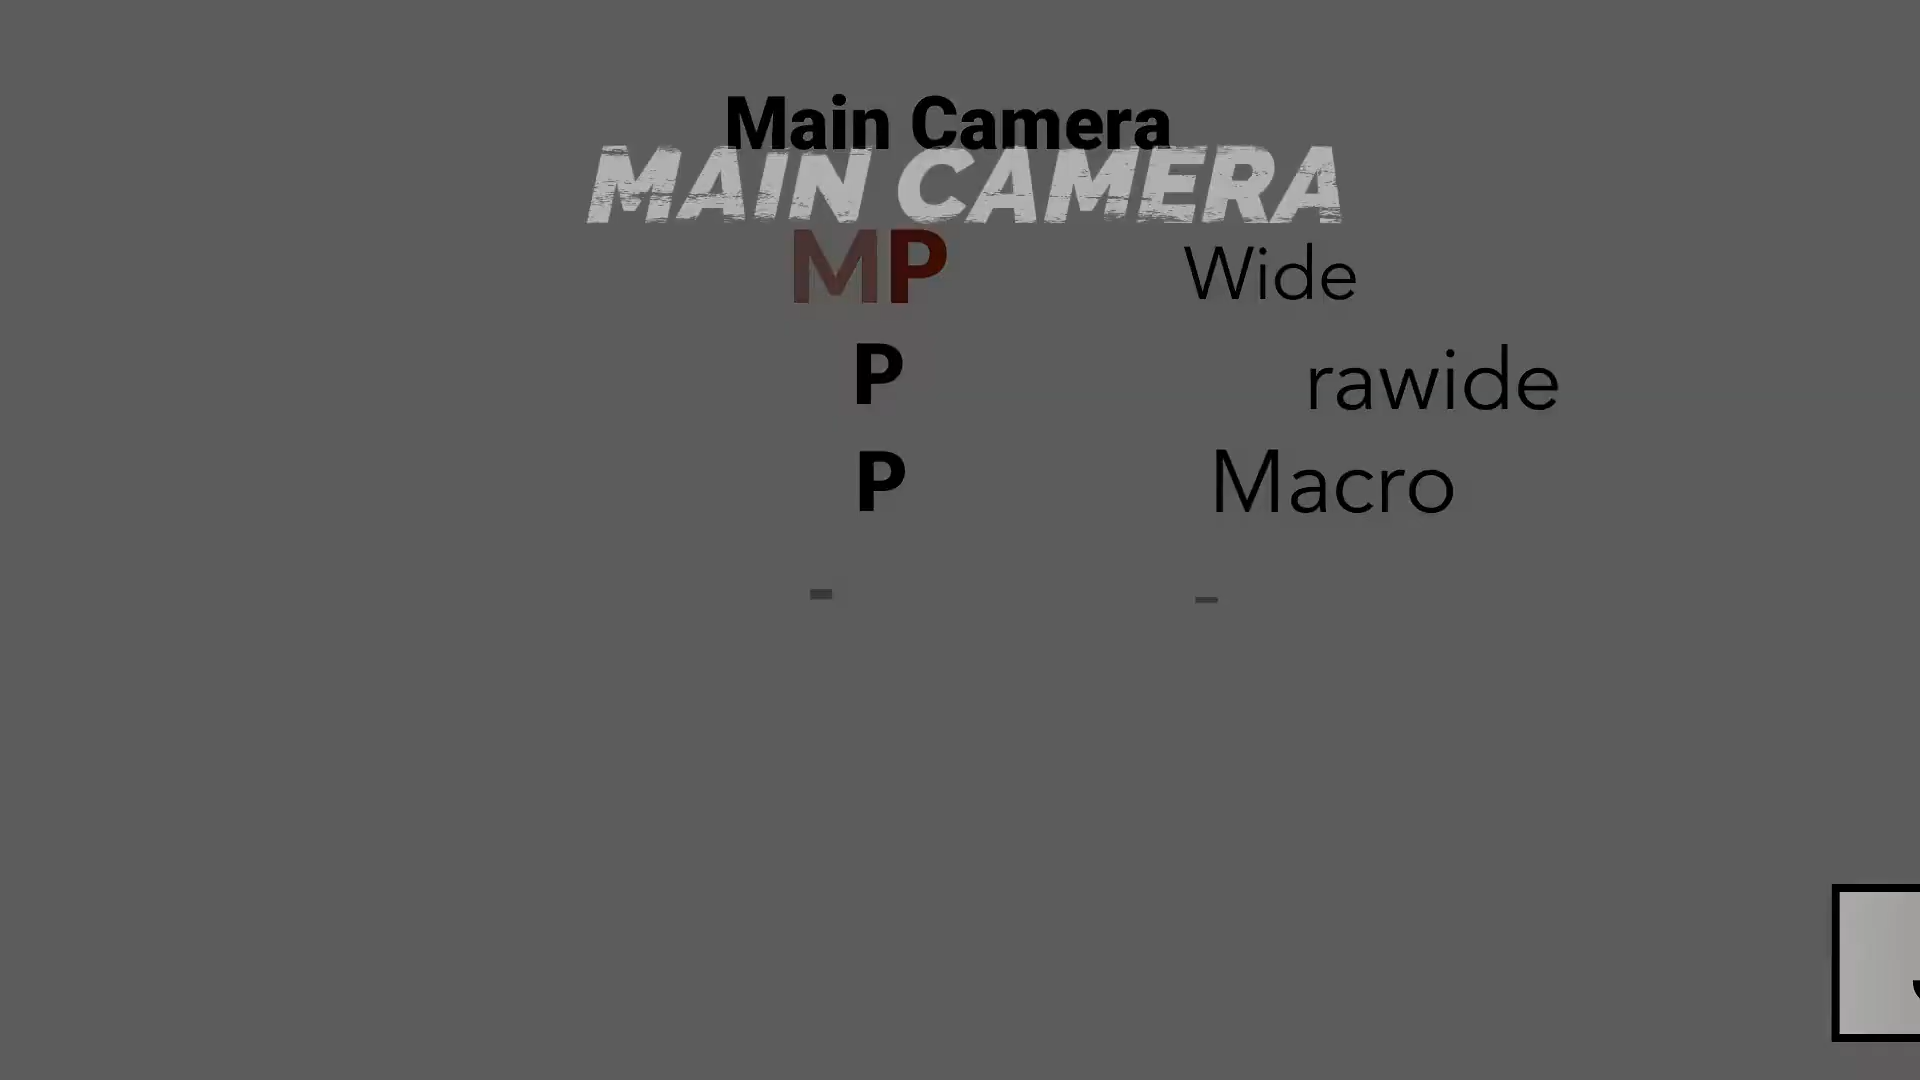 Main Camera
MAIN CAMERA
MP Wide
P rawide
P Macro
- -